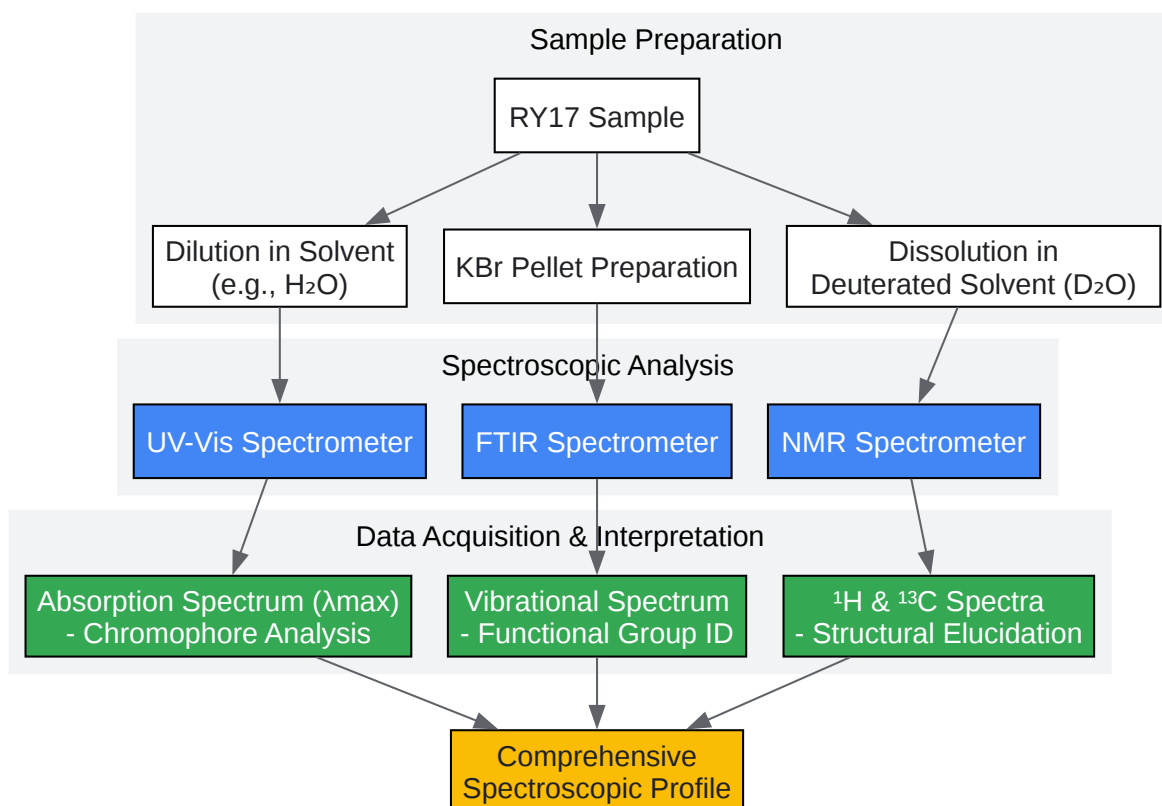 Sample Preparation
RY17 Sample
Dilution in Solvent
(e.g., H₂O)
KBr Pellet Preparation
Dissolution in
Deuterated Solvent (D₂O)
Spectroscopic Analysis
UV-Vis Spectrometer
FTIR Spectrometer
NMR Spectrometer
Data Acquisition & Interpretation
Absorption Spectrum (λmax)
- Chromophore Analysis
Vibrational Spectrum
- Functional Group ID
¹H & ¹³C Spectra
- Structural Elucidation
Comprehensive
Spectroscopic Profile